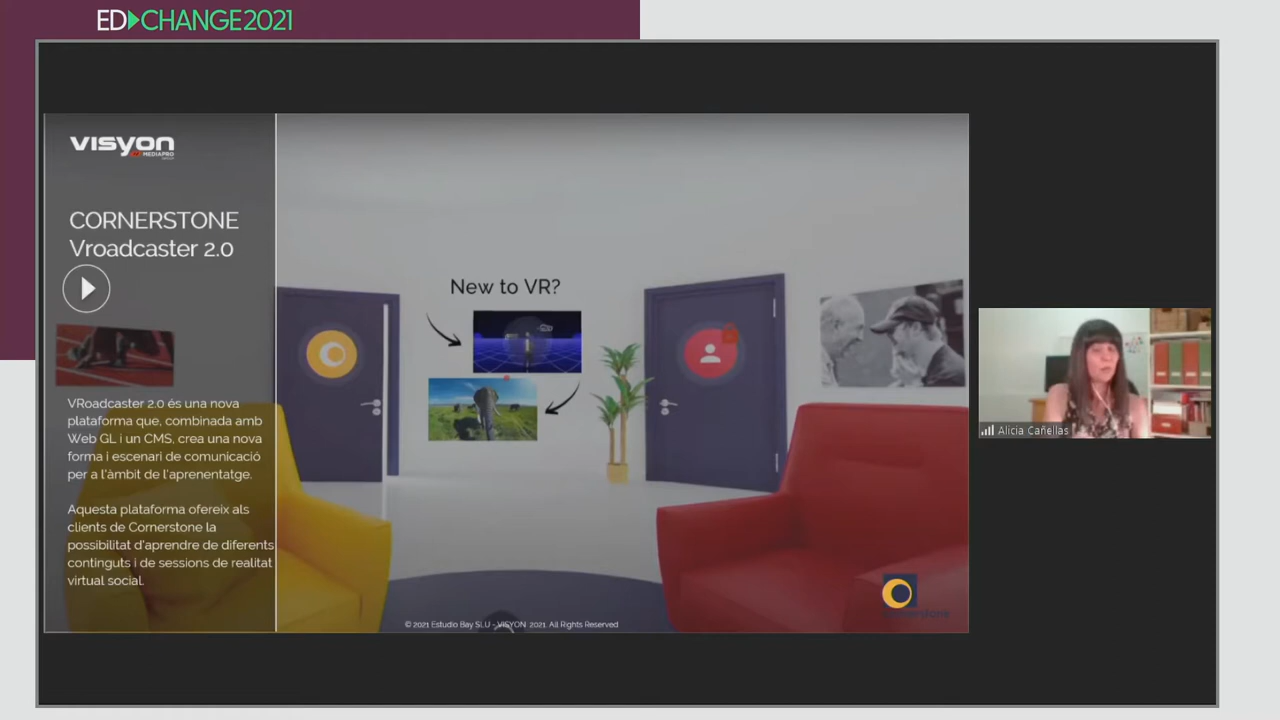 ED▶CHANGE2021
VISYON
MEDIAPRO
GROUP
CORNERSTONE
Vroadcaster 2.0
VRoadcaster 2.0 és una nova
plataforma que, combinada amb
Web GL i un CMS, crea una nova
forma i escenari de comunicació
per a l'àmbit de l'aprenentatge.
Aquesta plataforma ofereix als
clients de Cornerstone la
possibilitat d'aprendre de diferents
continguts i de sessions de realitat
virtual social.
New to VR?
Cornerstone
© 2021 Estudio Bay SLU - VISYON 2021. All Rights Reserved
Alicia Cañellas